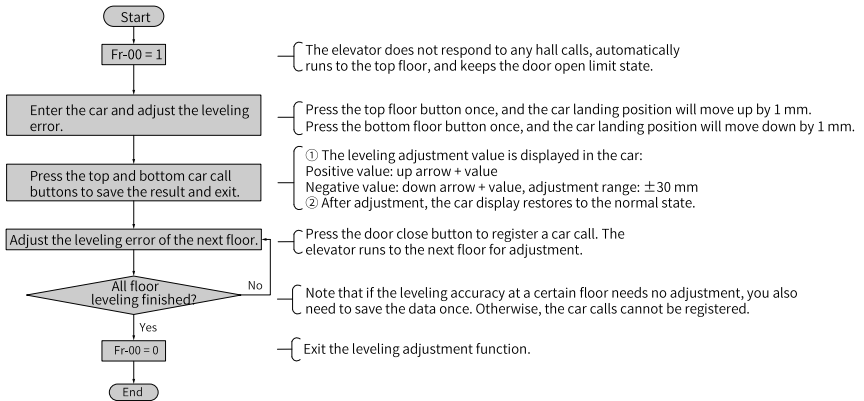 Start
Fr-00 = 1
The elevator does not respond to any hall calls, automatically
runs to the top floor, and keeps the door open limit state.
Enter the car and adjust the leveling
error.
Press the top floor button once, and the car landing position will move up by 1 mm.
Press the bottom floor button once, and the car landing position will move down by 1 mm.
Press the top and bottom car call
buttons to save the result and exit.
① The leveling adjustment value is displayed in the car:
Positive value: up arrow + value
Negative value: down arrow + value, adjustment range: ±30 mm
② After adjustment, the car display restores to the normal state.
Adjust the leveling error of the next floor.
Press the door close button to register a car call. The
elevator runs to the next floor for adjustment.
All floor
leveling finished?
No
Note that if the leveling accuracy at a certain floor needs no adjustment, you also
need to save the data once. Otherwise, the car calls cannot be registered.
Yes
Fr-00 = 0
Exit the leveling adjustment function.
End